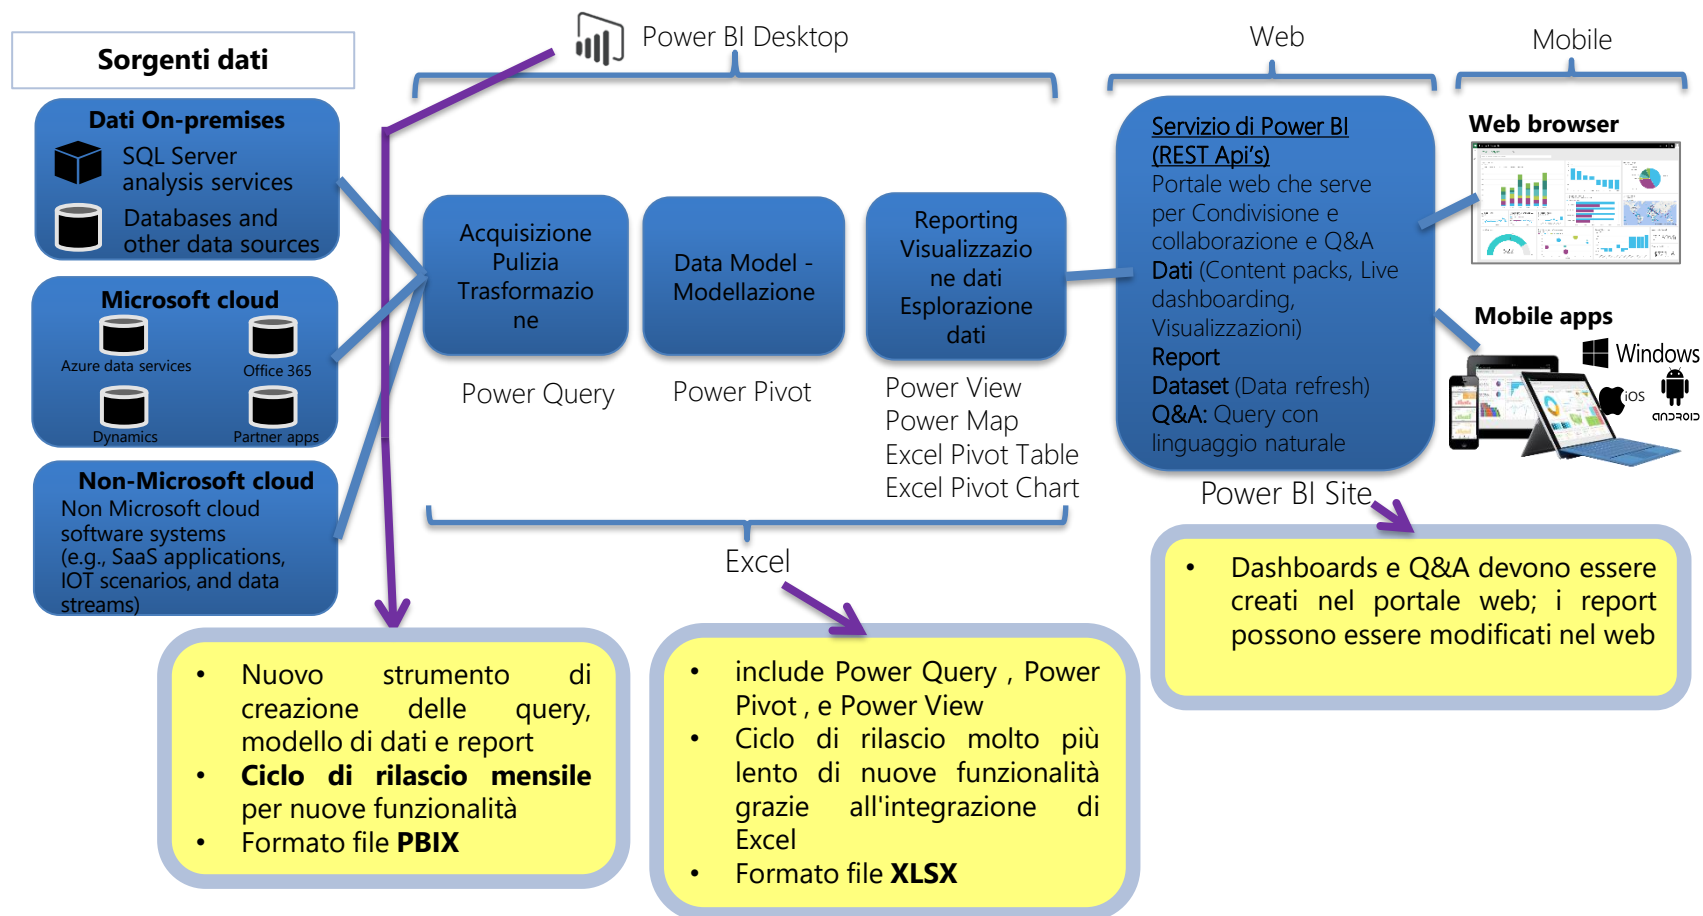 Power BI Desktop
Web
Mobile
Sorgenti dati
Dati On-premises
SQL Server
analysis services
Databases and
other data sources
Microsoft cloud
Azure data services
Office 365
Dynamics
Partner apps
Non-Microsoft cloud
Non Microsoft cloud
software systems
(e.g., SaaS applications,
IOT scenarios, and data
streams)
Acquisizione
Pulizia
Trasformazio
ne
Power Query
Data Model -
Modellazione
Power Pivot
Reporting
Visualizzazio
ne dati
Esplorazione
dati
Power View
Power Map
Excel Pivot Table
Excel Pivot Chart
Excel
Servizio di Power BI
(REST Api's)
Portale web che serve
per Condivisione e
collaborazione e Q&A
Dati (Content packs, Live
dashboarding,
Visualizzazioni)
Report
Dataset (Data refresh)
Q&A: Query con
linguaggio naturale
Power BI Site
Web browser
Mobile apps
Windows
iOS
ANDROID
• Nuovo strumento di
creazione delle query,
modello di dati e report
• Ciclo di rilascio mensile
per nuove funzionalità
• Formato file PBIX
• include Power Query , Power
Pivot , e Power View
• Ciclo di rilascio molto più
lento di nuove funzionalità
grazie all'integrazione di
Excel
• Formato file XLSX
• Dashboards e Q&A devono essere
creati nel portale web; i report
possono essere modificati nel web